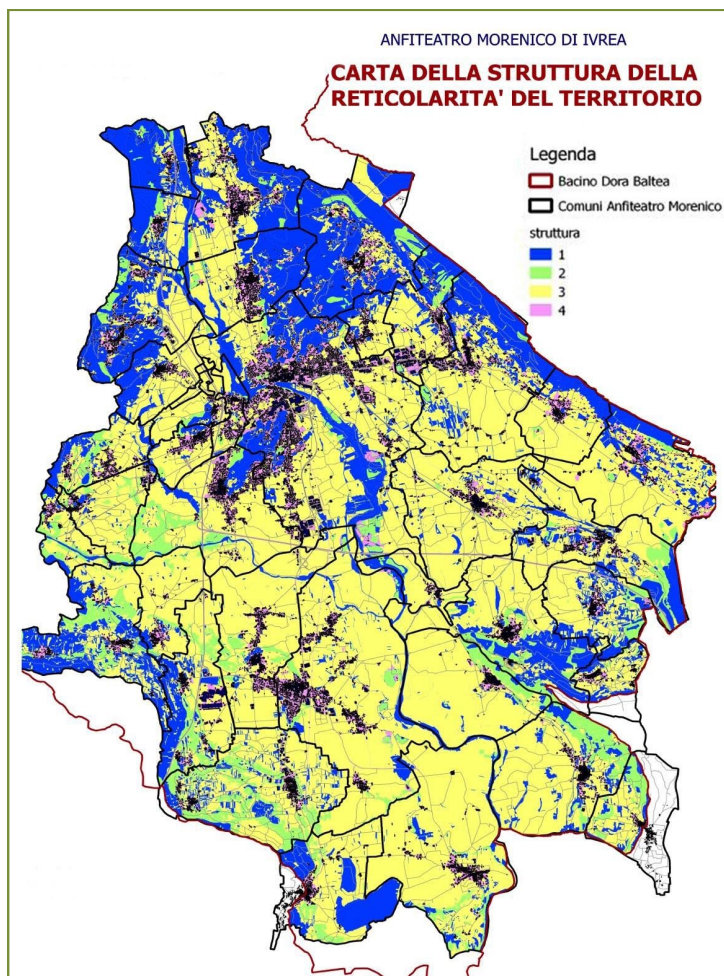 ANFITEATRO MORENICO DI IVREA
CARTA DELLA STRUTTURA DELLA
RETICOLARITA' DEL TERRITORIO
Legenda
Bacino Dora Baltea
Comuni Anfiteatro Morenico
struttura
1
2
3
4